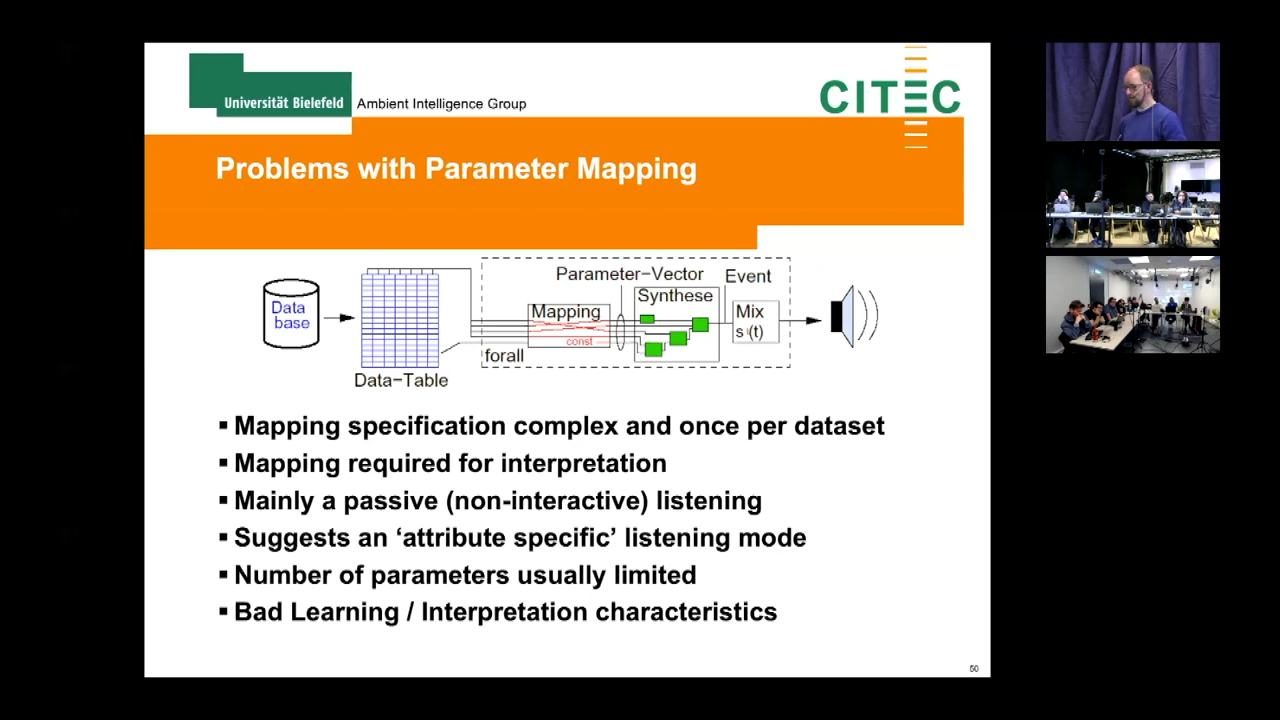 Universität Bielefeld
Ambient Intelligence Group
CITEC
Problems with Parameter Mapping
Parameter-Vector
Event
Data
base
Mapping
Synthese
Mix
s (t)
const
forall
Data-Table
▪ Mapping specification complex and once per dataset
▪ Mapping required for interpretation
▪ Mainly a passive (non-interactive) listening
▪ Suggests an ‘attribute specific’ listening mode
▪ Number of parameters usually limited
▪ Bad Learning / Interpretation characteristics
50